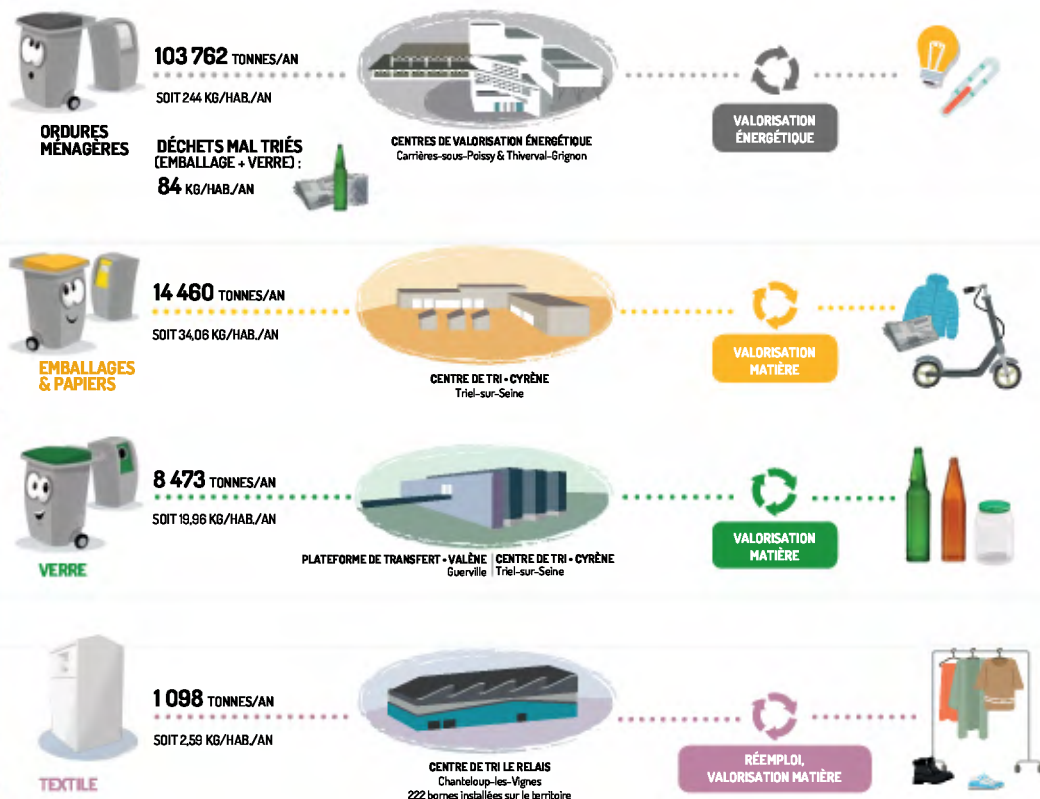 103 762 TONNES/AN
SOIT 244 KG/HAB./AN
ORDURES
MÉNAGÈRES
DÉCHETS MAL TRIÉS
(EMBALLAGE + VERRE) :
84 KG/HAB./AN
CENTRES DE VALORISATION ÉNERGÉTIQUE
Carrières-sous-Poissy & Thiverval-Grignon
VALORISATION
ÉNERGÉTIQUE
14 460 TONNES/AN
SOIT 34,06 KG/HAB./AN
EMBALLAGES
& PAPIERS
CENTRE DE TRI • CYRÈNE
Triel-sur-Seine
VALORISATION
MATIÈRE
8 473 TONNES/AN
SOIT 19,96 KG/HAB./AN
VERRE
PLATEFORME DE TRANSFERT • VALÈNE
Guerville
CENTRE DE TRI • CYRÈNE
Triel-sur-Seine
VALORISATION
MATIÈRE
1 098 TONNES/AN
SOIT 2,59 KG/HAB./AN
TEXTILE
CENTRE DE TRI LE RELAIS
Chanteloup-les-Vignes
222 bornes installées sur le territoire
RÉEMPLOI,
VALORISATION MATIÈRE